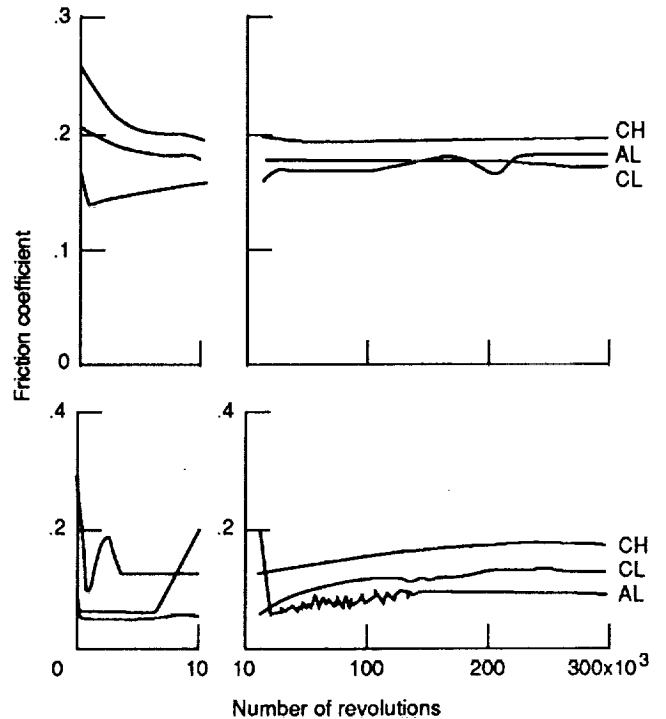 .3
.2
.1
0
CH
AL
CL
Friction coefficient
.4
.2
0
10
.4
.2
10
100
200
300x10³
CH
CL
AL
Number of revolutions